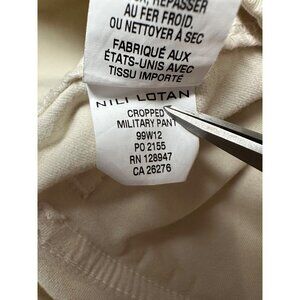 REPASSER
AU FER FROID.
OU NETTOYER À SEC
FABRIQUÉ AUX
ÉTATS-UNIS AVEC
TISSU IMPORTÉ
NILI LOTAN
CROPPED
MILITARY PANT
99W12
PO 2155
RN 128947
CA 26276